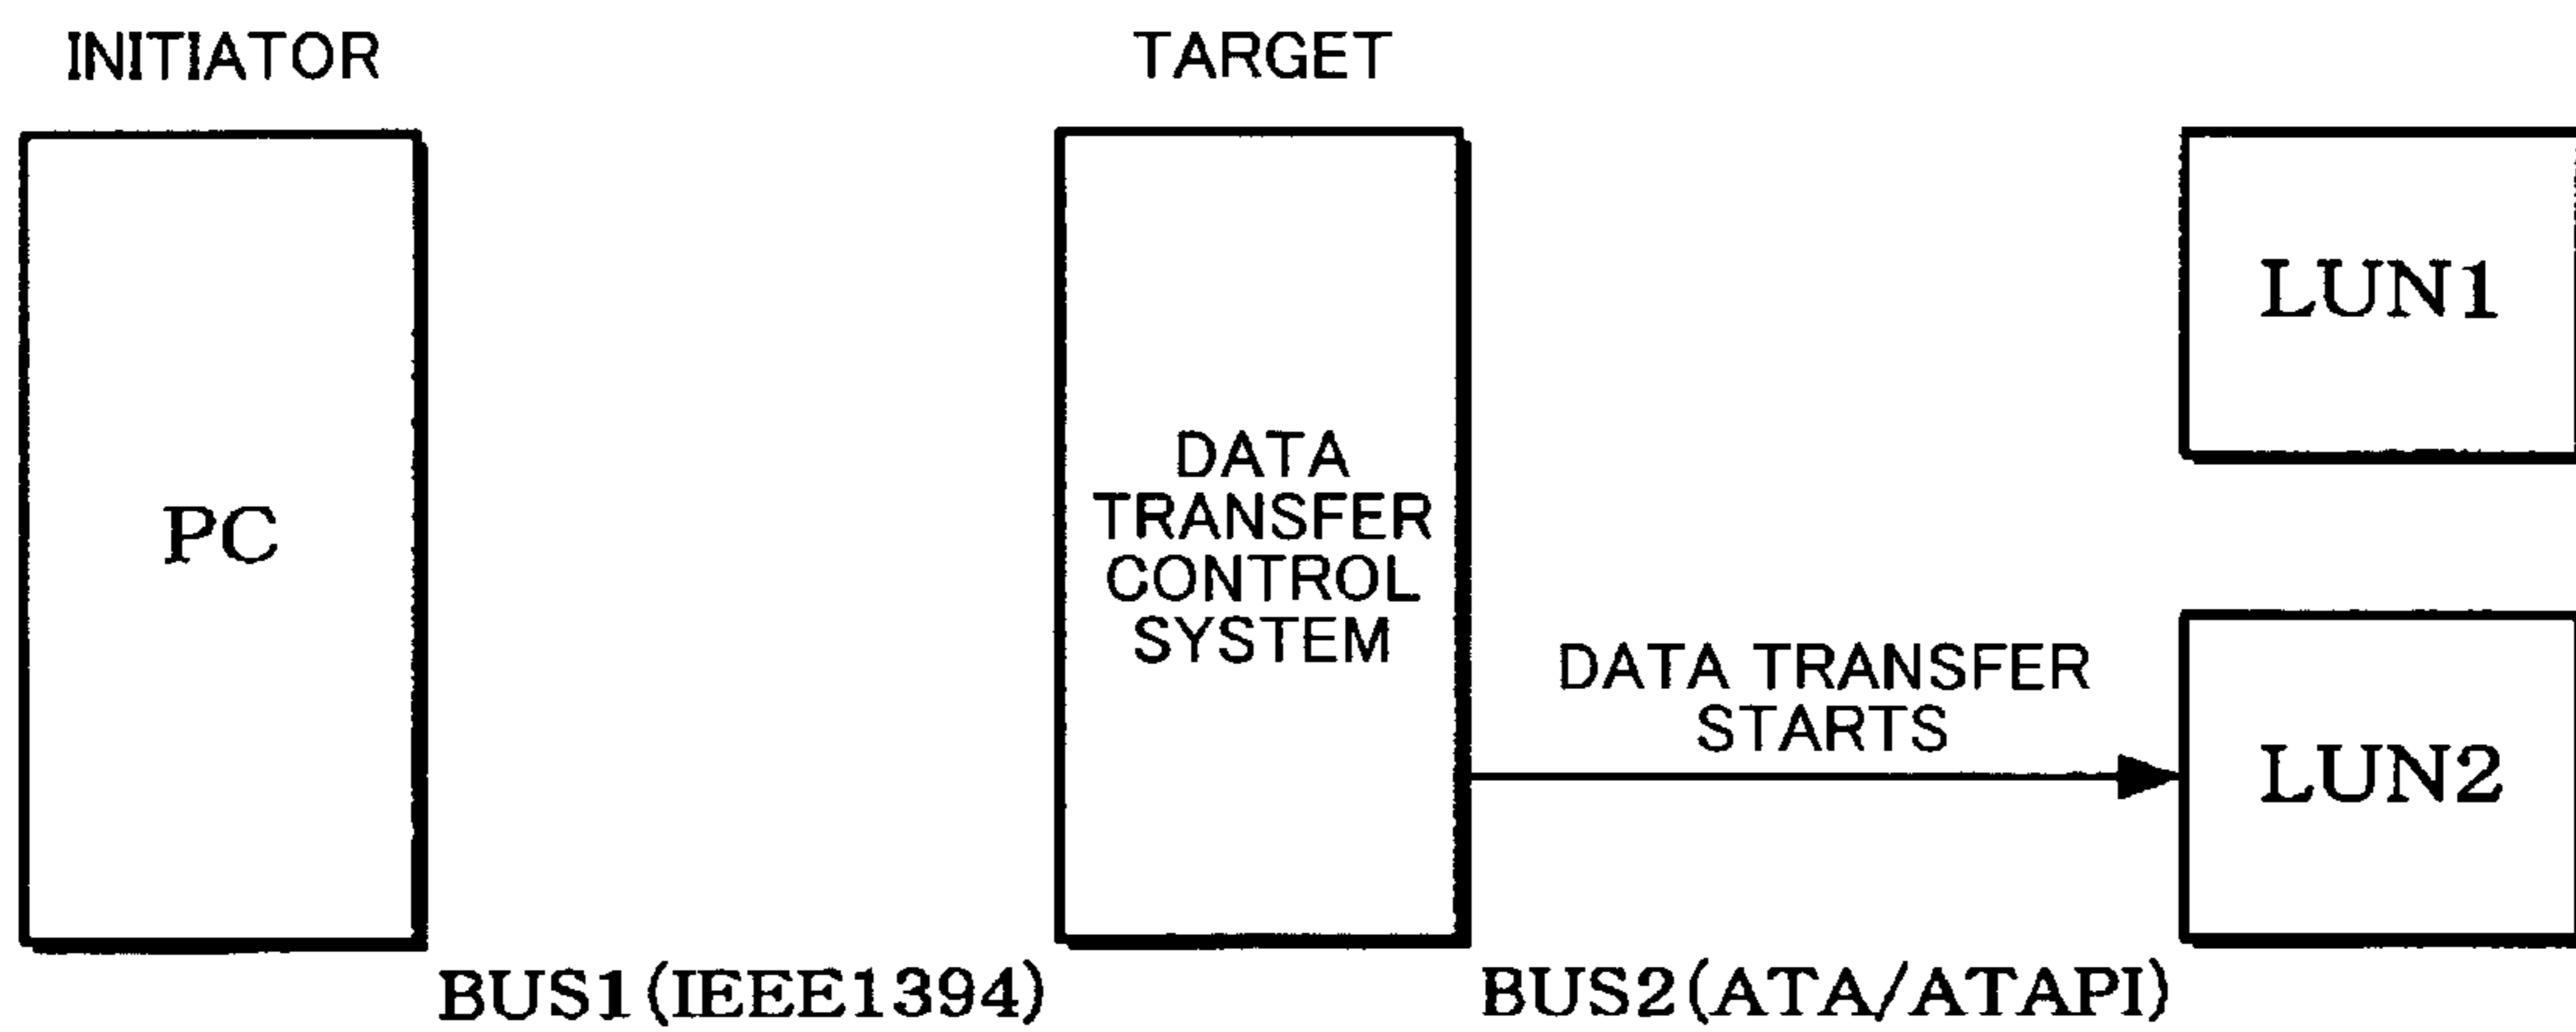 INITIATOR
TARGET
PC
DATA
TRANSFER
CONTROL
SYSTEM
DATA TRANSFER
STARTS
LUN1
LUN2
BUS1(IEEE1394)
BUS2(ATA/ATAPI)